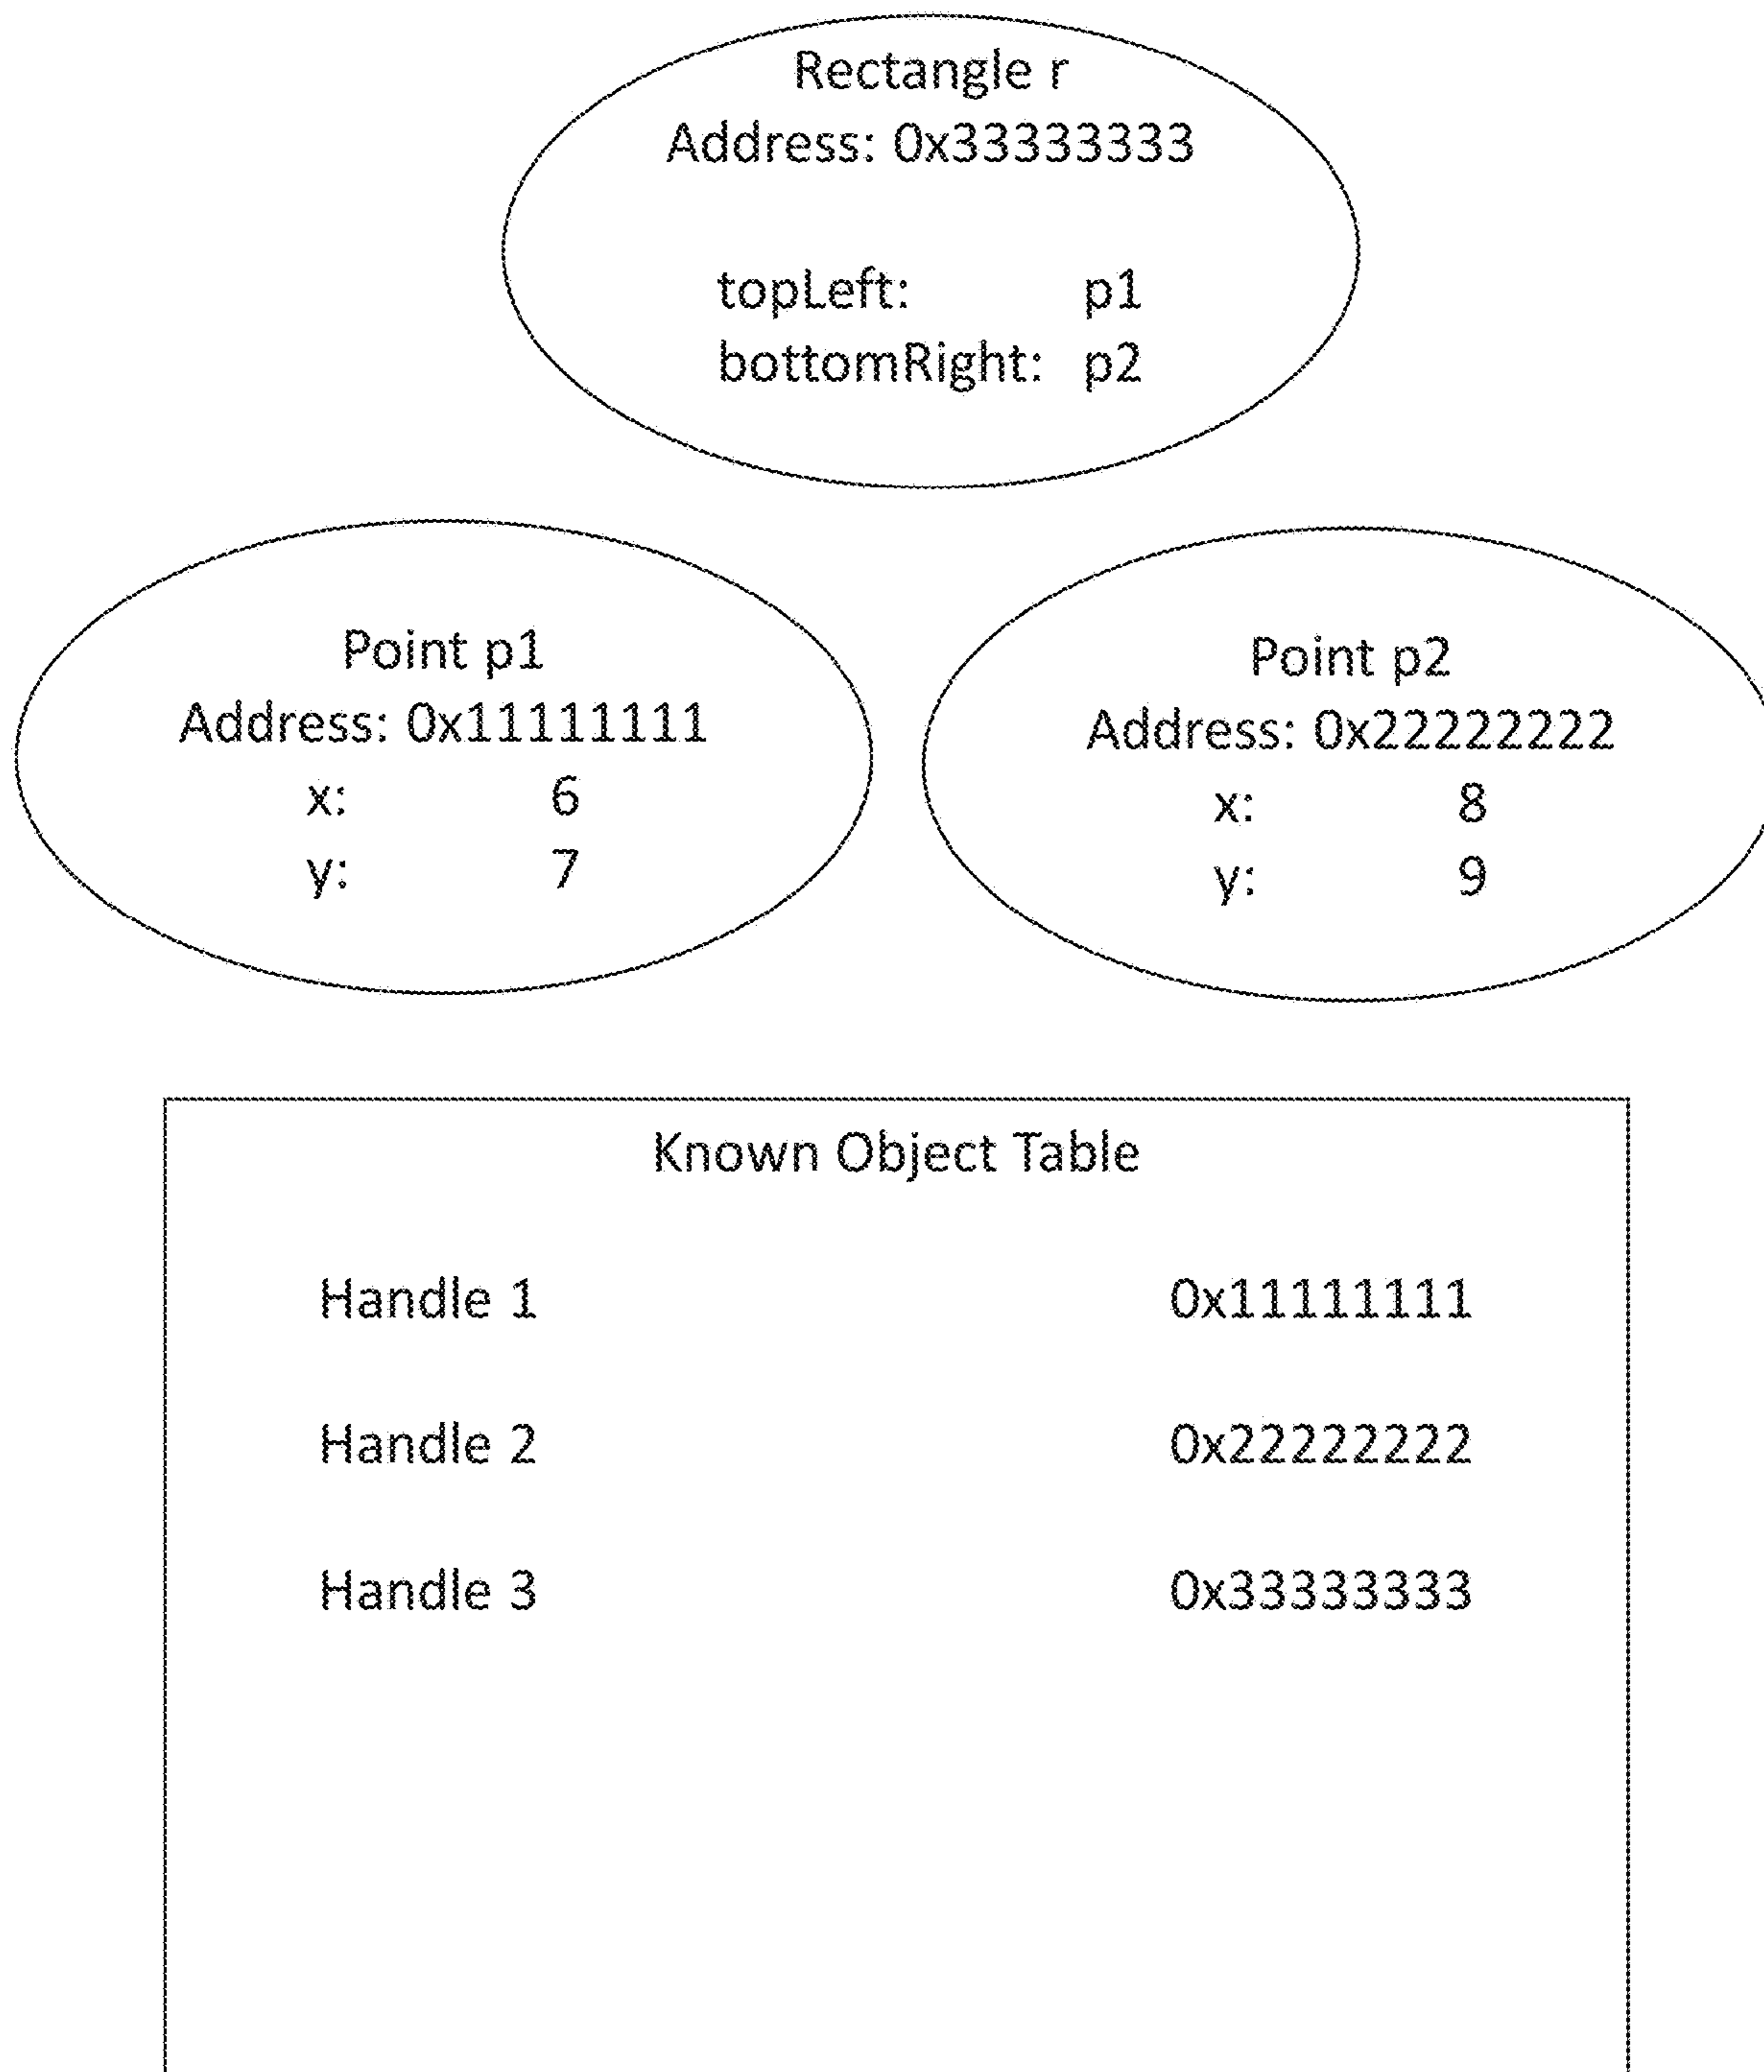 Rectangle r
Address: 0x33333333
topLeft: p1
bottomRight: p2
Point p1
Address: 0x11111111
x: 6
y: 7
Point p2
Address: 0x22222222
x: 8
y: 9
Known Object Table
Handle 1 0x11111111
Handle 2 0x22222222
Handle 3 0x33333333